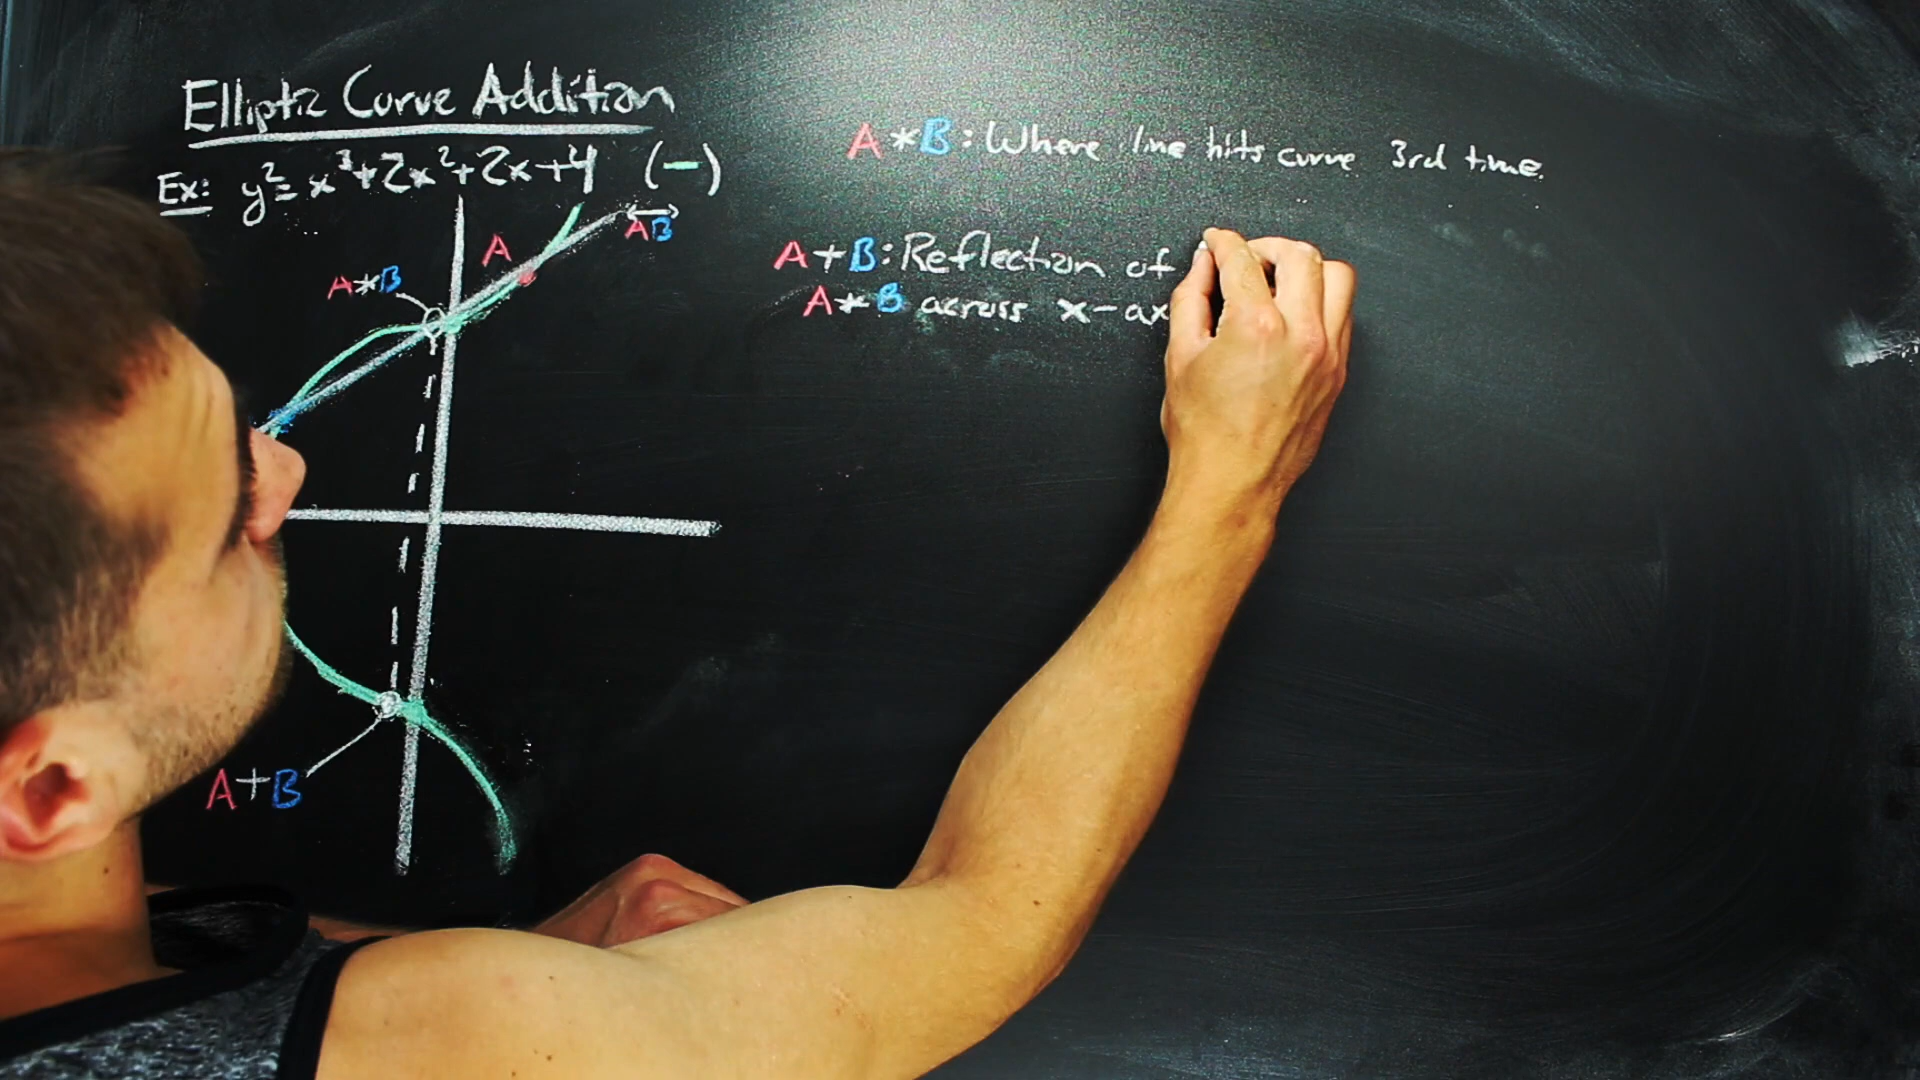 Elliptic Curve Addition
Ex: y²=x³+2x²+2x+4 (–)
A*B: Where line hits curve 3rd time.
A+B: Reflection of
A*B across x-ax
A
AB
A*B
A+B